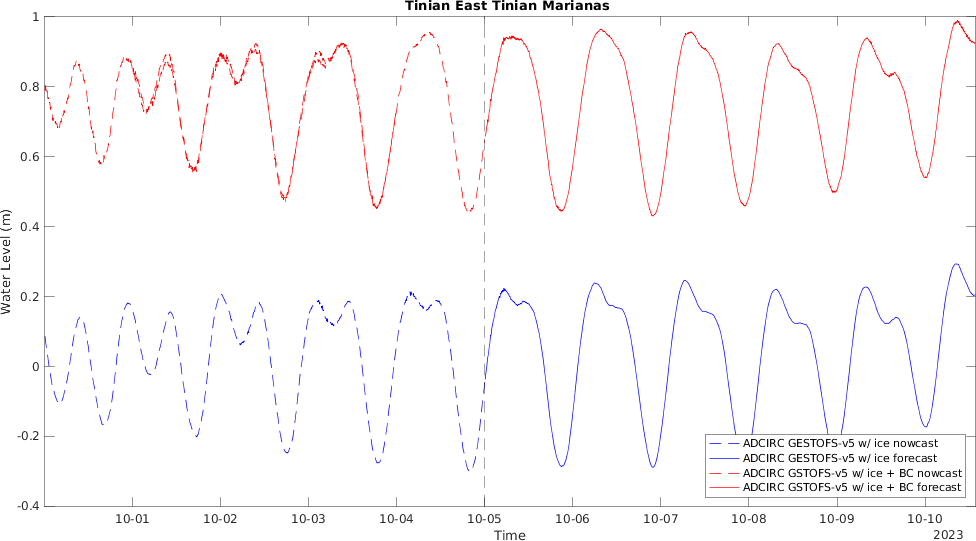 Tinian East Tinian Marianas
1
0.8
0.6
0.4
0.2
0
-0.2
-0.4
Water Level (m)
10-01 10-02 10-03 10-04 10-05 10-06 10-07 10-08 10-09 10-10
Time
2023
ADCIRC GESTOFS-v5 w/ ice nowcast
ADCIRC GESTOFS-v5 w/ ice forecast
ADCIRC GSTOFS-v5 w/ ice + BC nowcast
ADCIRC GSTOFS-v5 w/ ice + BC forecast